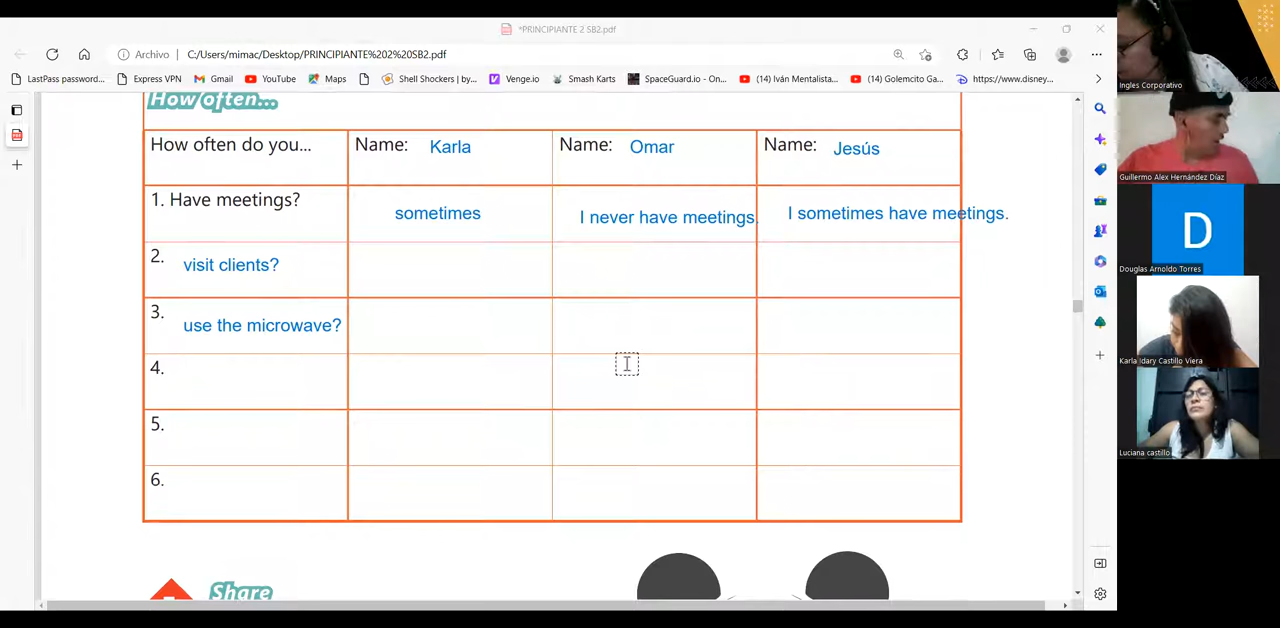 *PRINCIPIANTE 2 SB2.pdf
Archivo C:/Users/mimac/Desktop/PRINCIPIANTE%202%20SB2.pdf
LastPass password... Express VPN Gmail YouTube Maps Shell Shockers | by... Venge.io Smash Karts SpaceGuard.io - On... (14) Iván Mentalista... (14) Golemcito Ga... https://www.disney...
How often...
How often do you... Name: Karla Name: Omar Name: Jesús
1. Have meetings? sometimes I never have meetings. I sometimes have meetings.
2. visit clients?
3. use the microwave?
4.
5.
6.
Share
Ingles Corporativo
Guillermo Alex Hernández Díaz
D
Douglas Arnoldo Torres
Karla Idary Castillo Viera
Luciana castillo